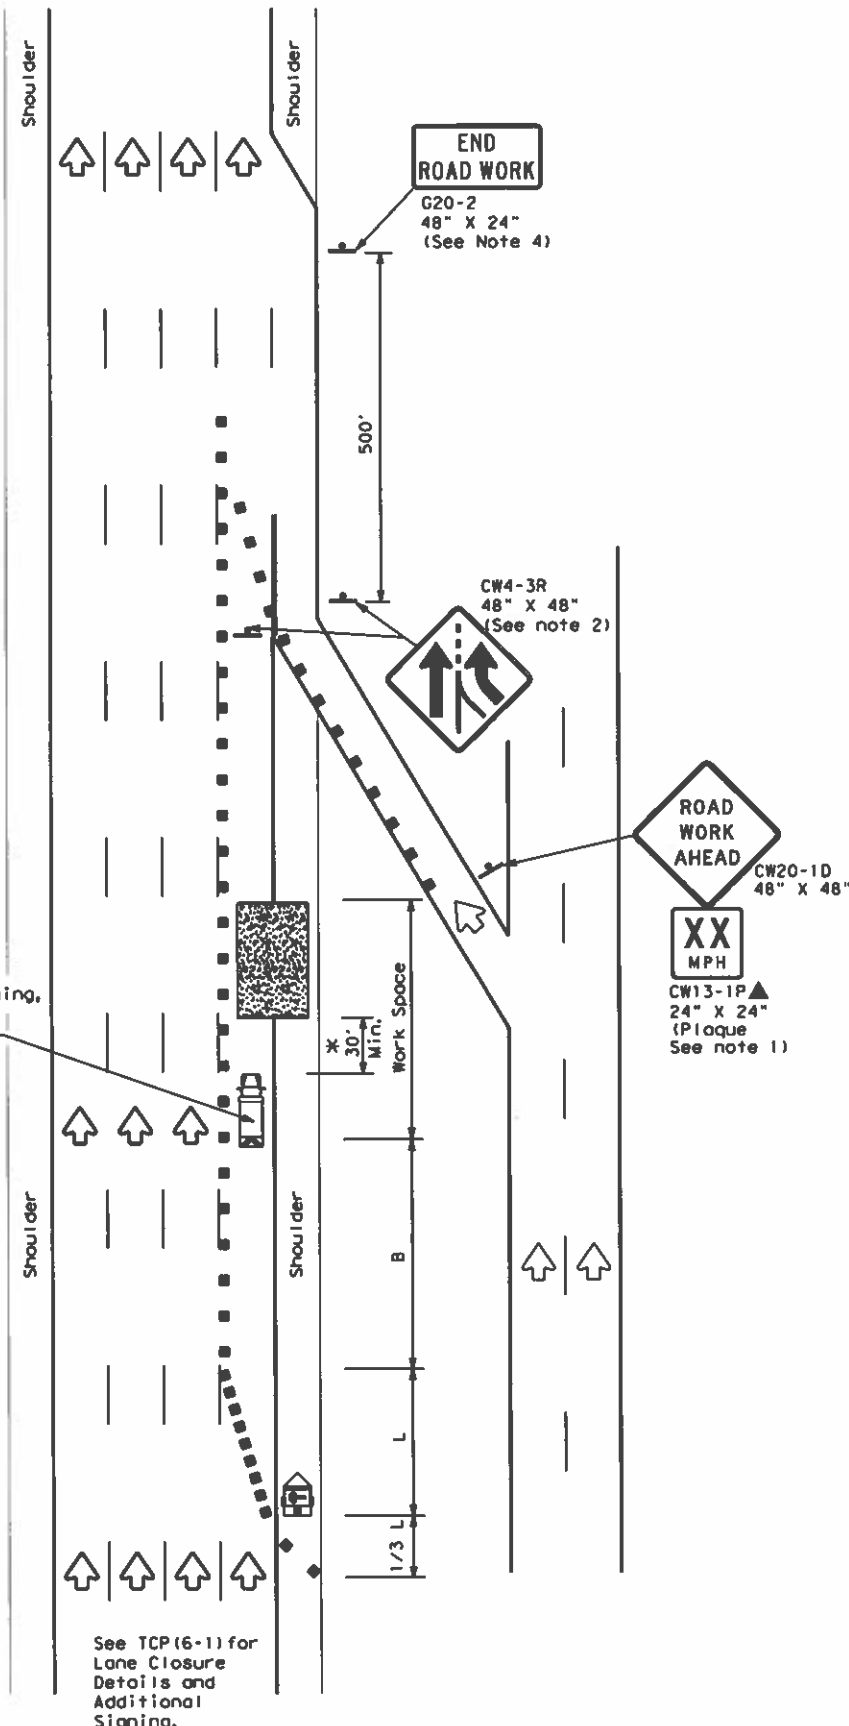 Shoulder
Shoulder
END
ROAD WORK
G20-2
48" X 24"
(See Note 4)
500'
CW4-3R
48" X 48"
(See note 2)
ROAD
WORK
AHEAD
CW20-1D
48" X 48"
XX
MPH
CW13-1P▲
24" X 24"
(Plaque
See note 1)
Work Space
*
30'
Min.
Shoulder
Shoulder
B
L
1/3 L
See TCP(6-1)for
Lane Closure
Details and
Additional
Signing.